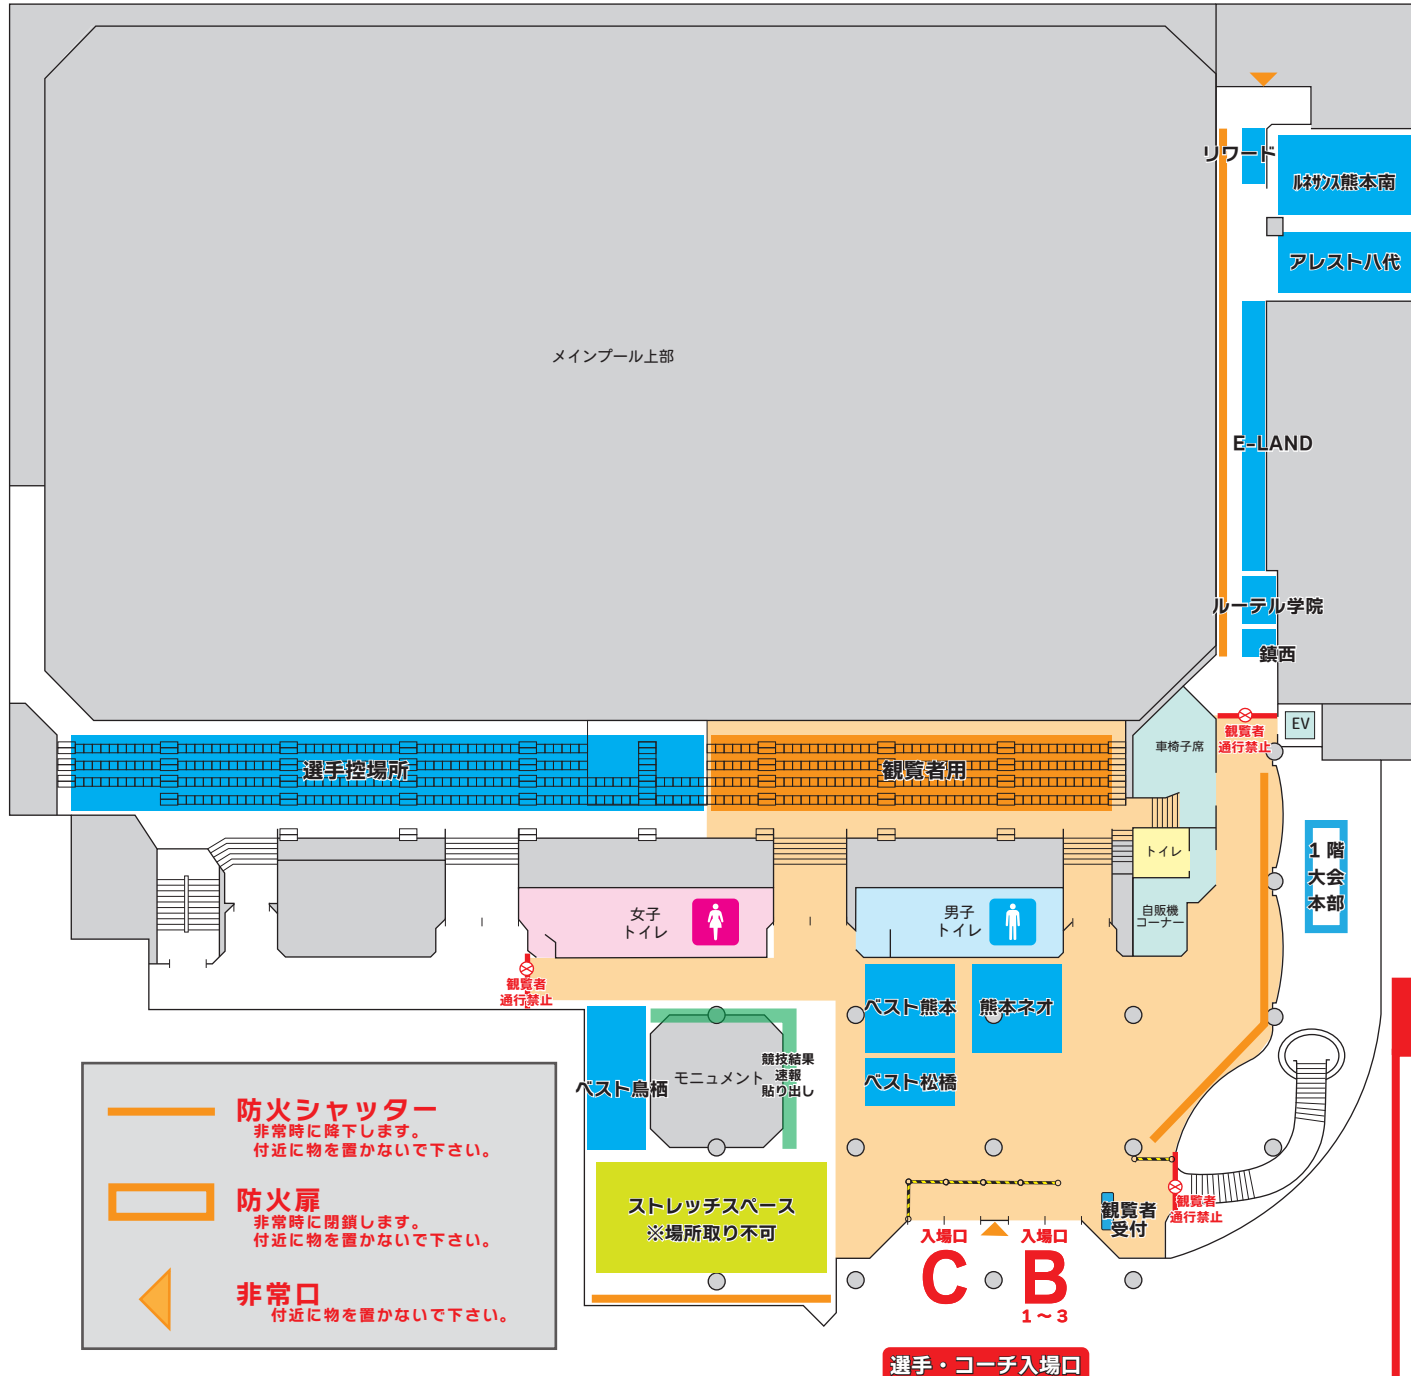 リワード
ルネサンス熊本南
アレスト八代
メインプール上部
E-LAND
ルーテル学院
鎮西
EV
観覧者
通行禁止
車椅子席
選手控場所
観覧者用
トイレ
1階
大会
本部
女子
トイレ
男子
トイレ
自販機
コーナー
観覧者
通行禁止
ベスト熊本
熊本ネオ
競技結果
速報
貼り出し
モニュメント
ベスト鳥栖
ベスト松橋
防火シャッター
非常時に降下します。
付近に物を置かないで下さい。
防火扉
非常時に閉鎖します。
付近に物を置かないで下さい。
非常口
付近に物を置かないで下さい。
ストレッチスペース
※場所取り不可
観覧者
受付
観覧者
通行禁止
入場口
C
入場口
B
1～3
選手・コーチ入場口